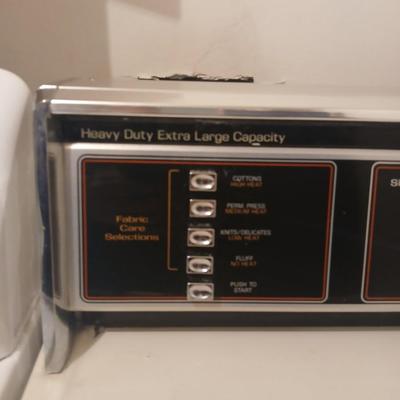 Heavy Duty Extra Large Capacity
Fabric
Care
Selections
COTTONS
HIGH HEAT
PERM. PRESS
MEDIUM HEAT
KNITS/DELICATES
LOW HEAT
FLUFF
NO HEAT
PUSH TO
START